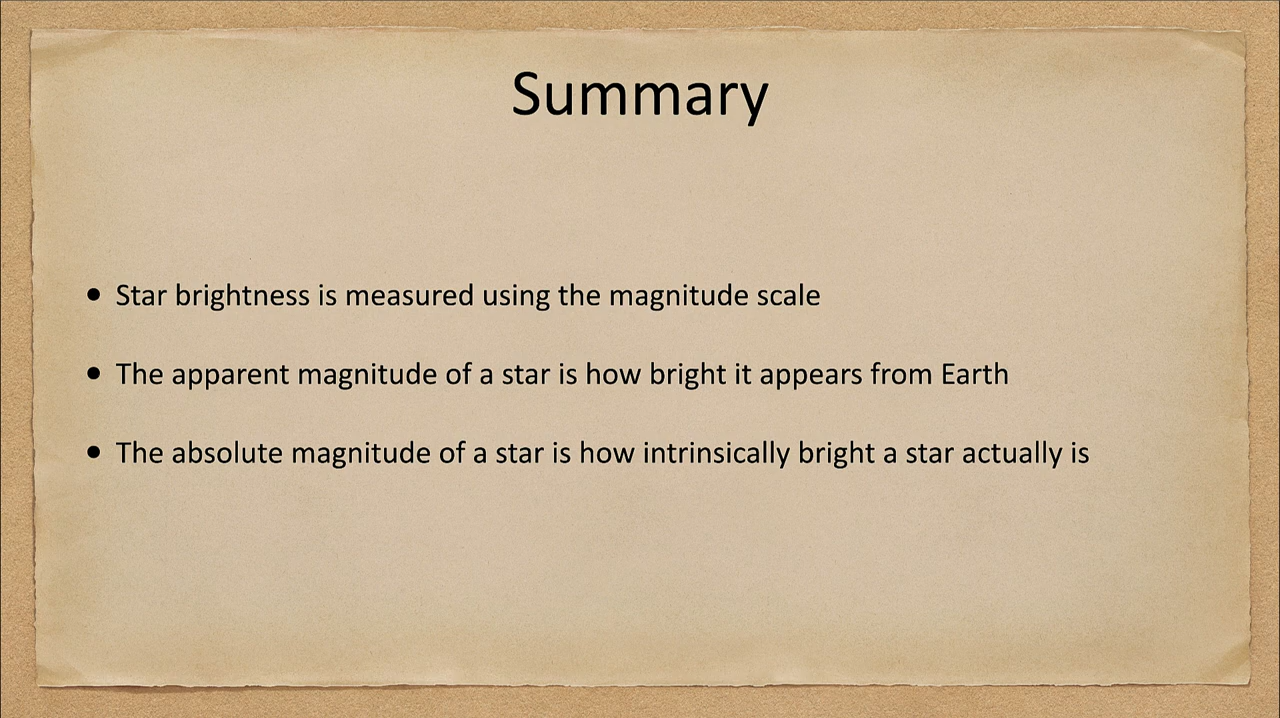 Summary
• Star brightness is measured using the magnitude scale
• The apparent magnitude of a star is how bright it appears from Earth
• The absolute magnitude of a star is how intrinsically bright a star actually is